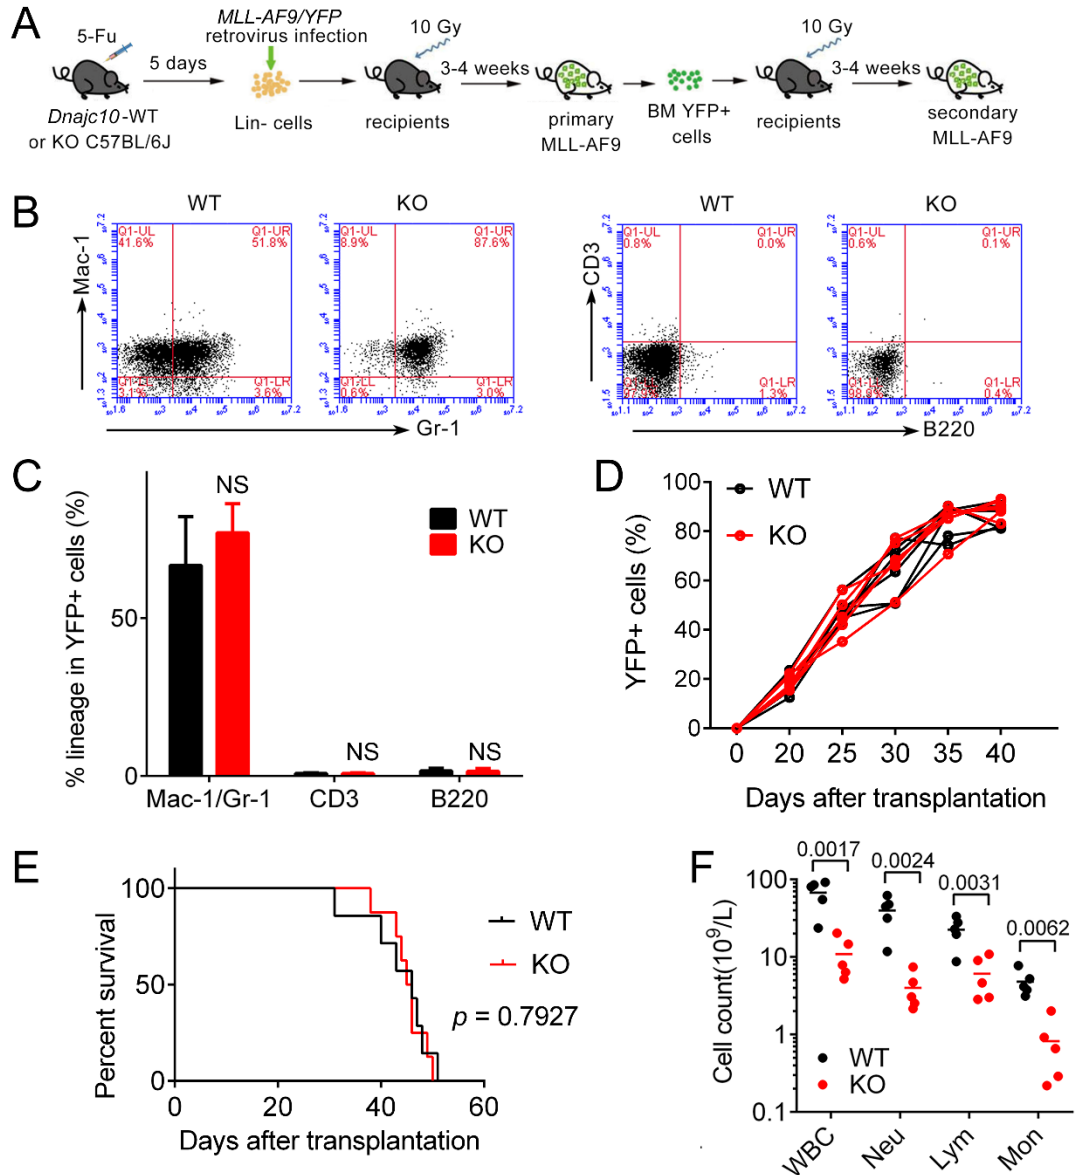 A
5-Fu
MLL-AF9/YFP
retrovirus infection
10 Gy
10 Gy
5 days
3-4 weeks
3-4 weeks
Dnajc10-WT
or KO C57BL/6J
Lin- cells
recipients
primary
MLL-AF9
BM YFP+
cells
recipients
secondary
MLL-AF9
B
WT
KO
WT
KO
Mac-1
Q1-UL
41.6%
Q1-UR
51.8%
3.1%
Q1-LR
3.6%
Q1-UL
8.9%
Q1-UR
87.6%
Q1-LL
0.6%
Q1-LR
3.0%
Gr-1
CD3
Q1-UL
0.8%
Q1-UR
0.0%
Q1-LR
1.3%
Q1-UL
0.6%
Q1-UR
0.1%
Q1-LR
0.4%
B220
C
% lineage in YFP+ cells (%)
50
0
NS
NS
NS
WT
KO
Mac-1/Gr-1 CD3 B220
D
YFP+ cells (%)
100
80
60
40
20
0
WT
KO
0 20 25 30 35 40
Days after transplantation
E
Percent survival
100
50
0
WT
KO
p = 0.7927
0 20 40 60
Days after transplantation
F
Cell count(10⁹/L)
100
10
1
0.1
0.0017
0.0024
0.0031
0.0062
WT
KO
WBC Neu Lym Mon